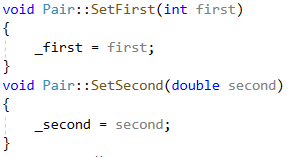 void Pair::SetFirst(int first)
{
    _first = first;
}
void Pair::SetSecond(double second)
{
    _second = second;
}